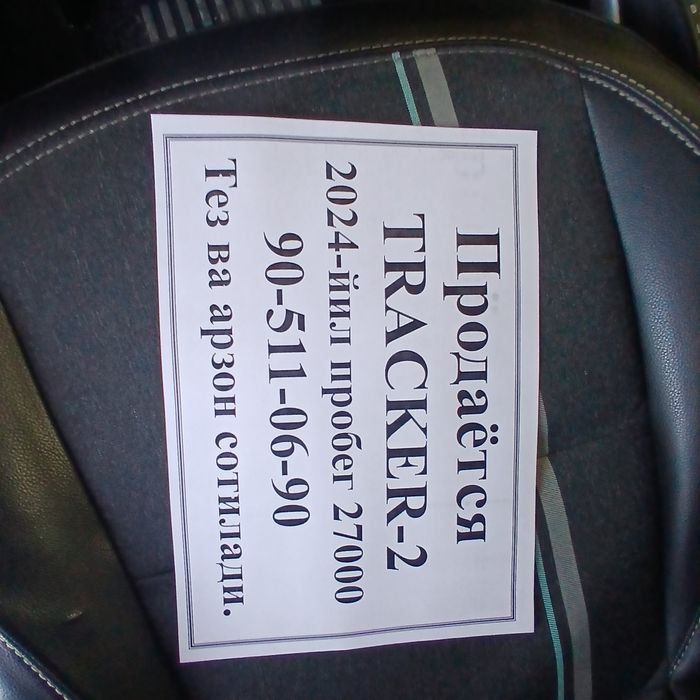 Продаётся
TRACKER-2
2024-йил пробег 27000
90-511-06-90
Тез ва арзон сотилади.